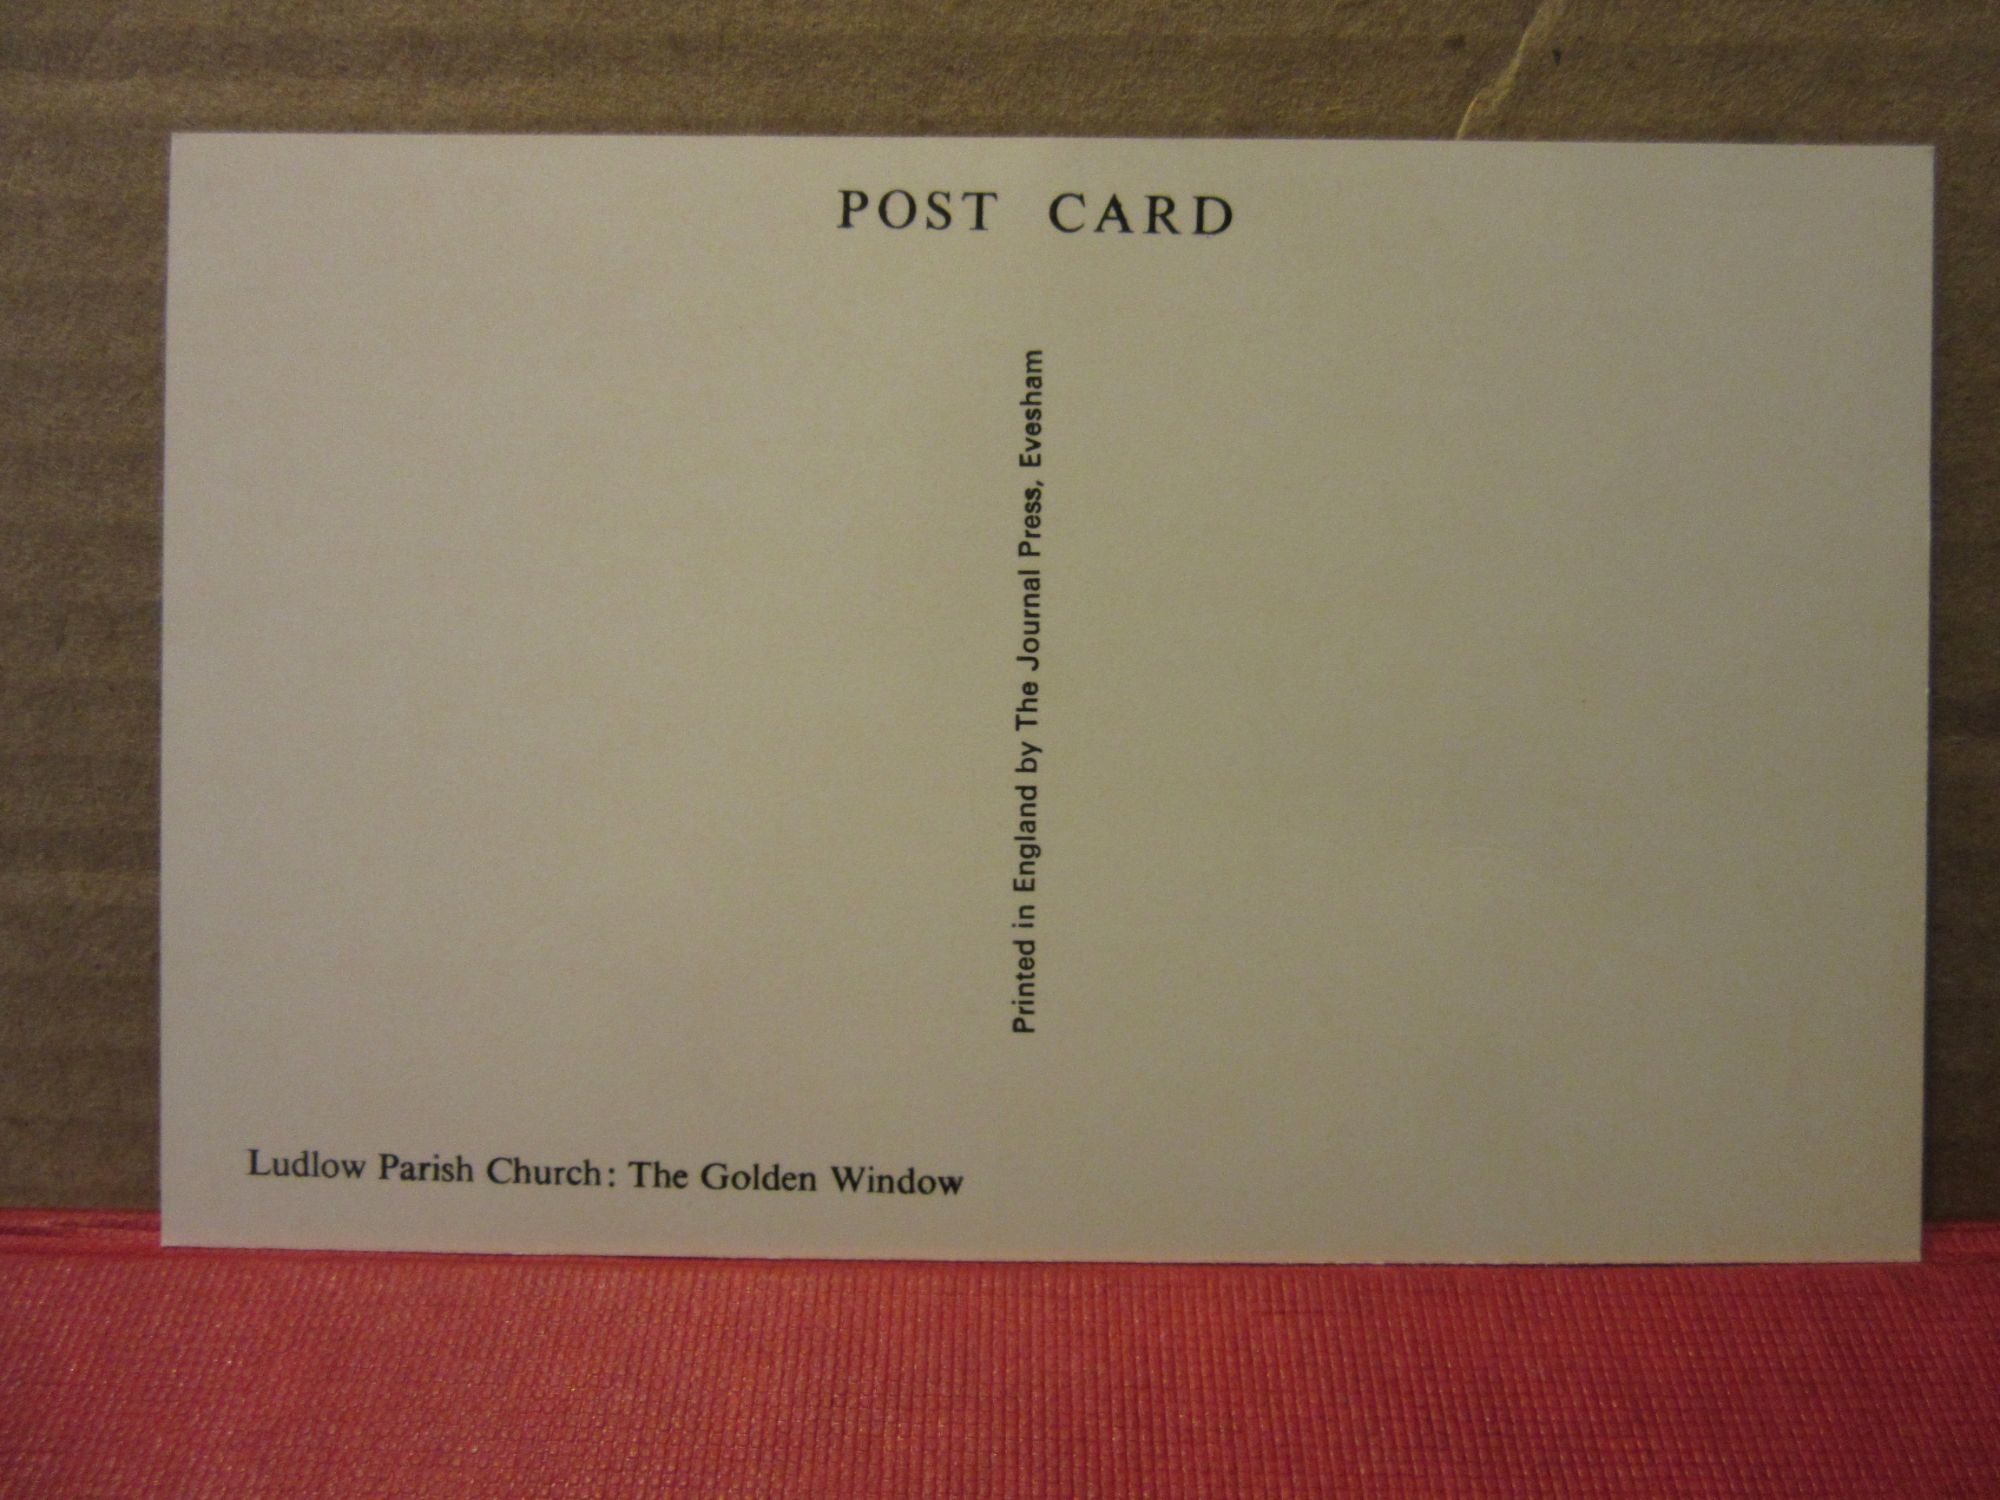 POST CARD
Printed in England by The Journal Press, Evesham
Ludlow Parish Church: The Golden Window